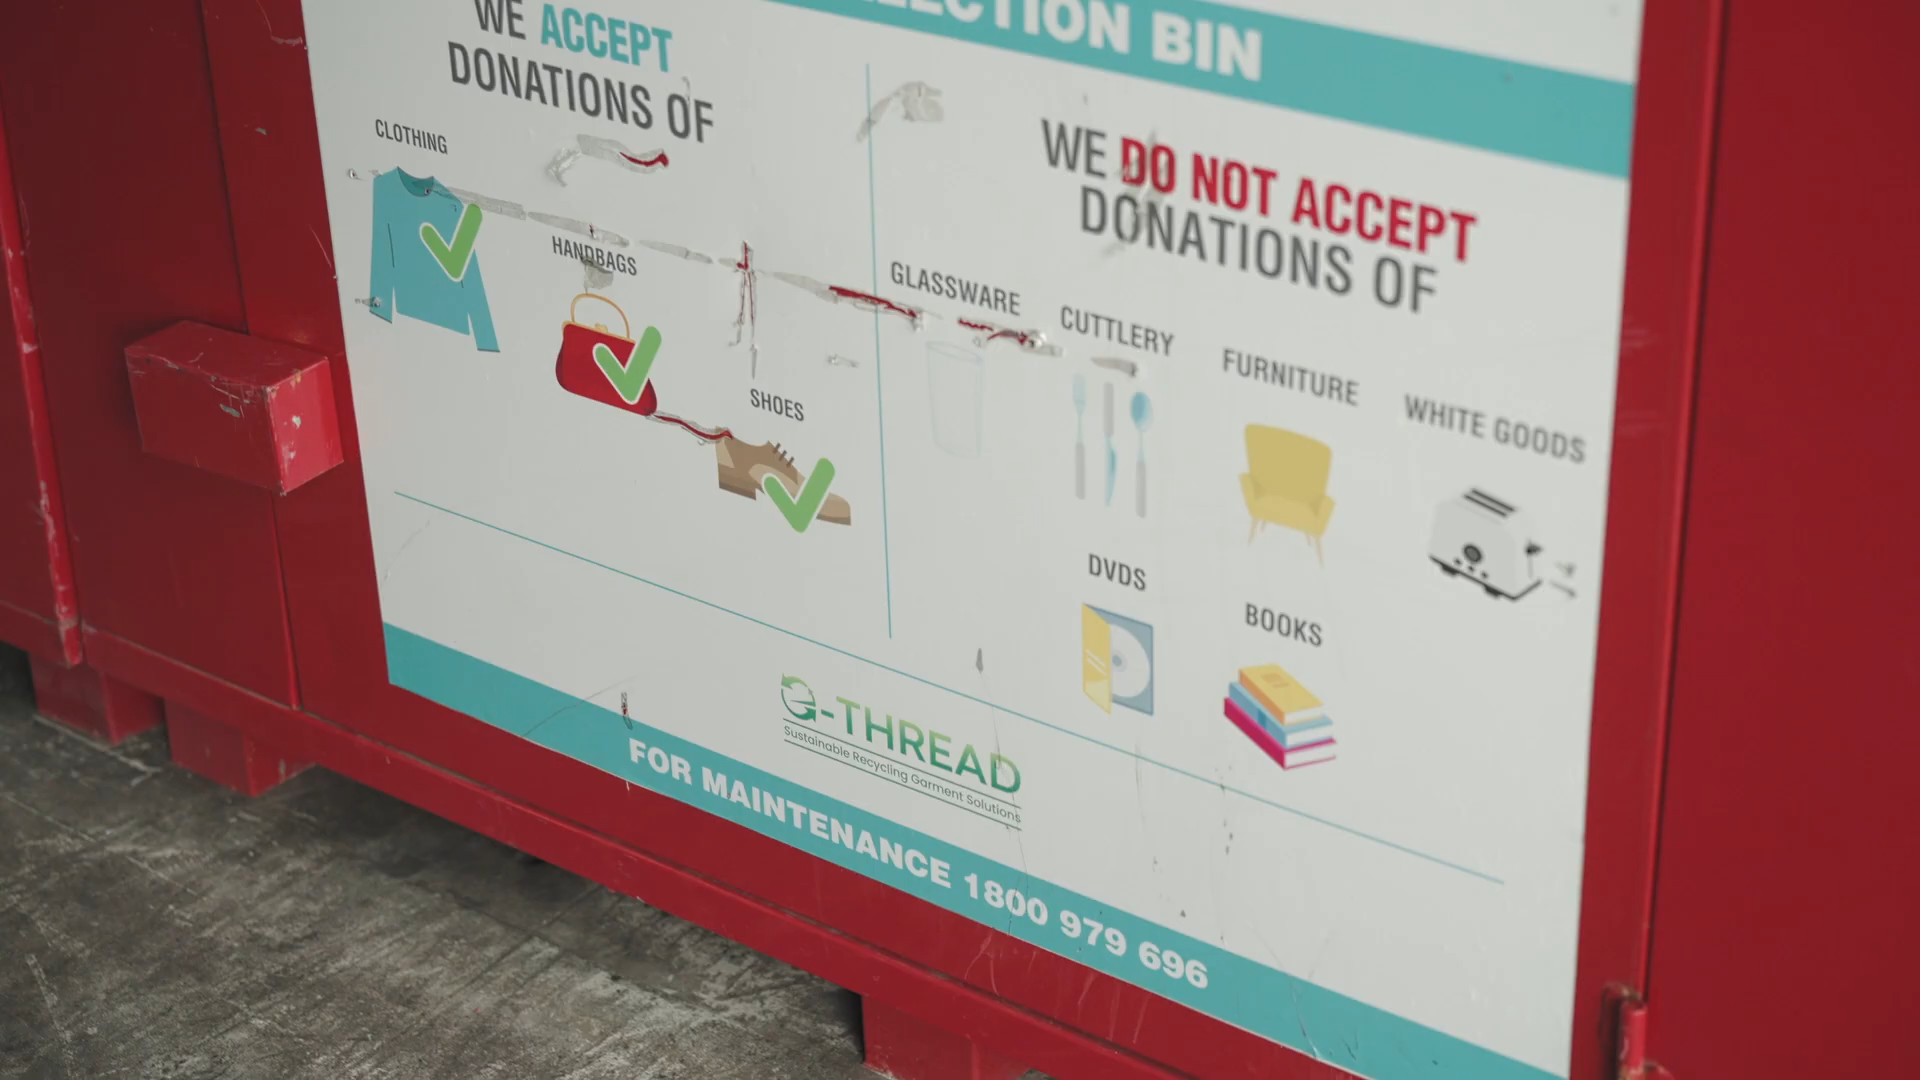 BIN
WE ACCEPT
DONATIONS OF
CLOTHING
HANDBAGS
SHOES
WE DO NOT ACCEPT
DONATIONS OF
GLASSWARE
CUTTLERY
FURNITURE
WHITE GOODS
DVDS
BOOKS
-THREAD
Sustainable Recycling Garment Solutions
FOR MAINTENANCE 1800 979 696